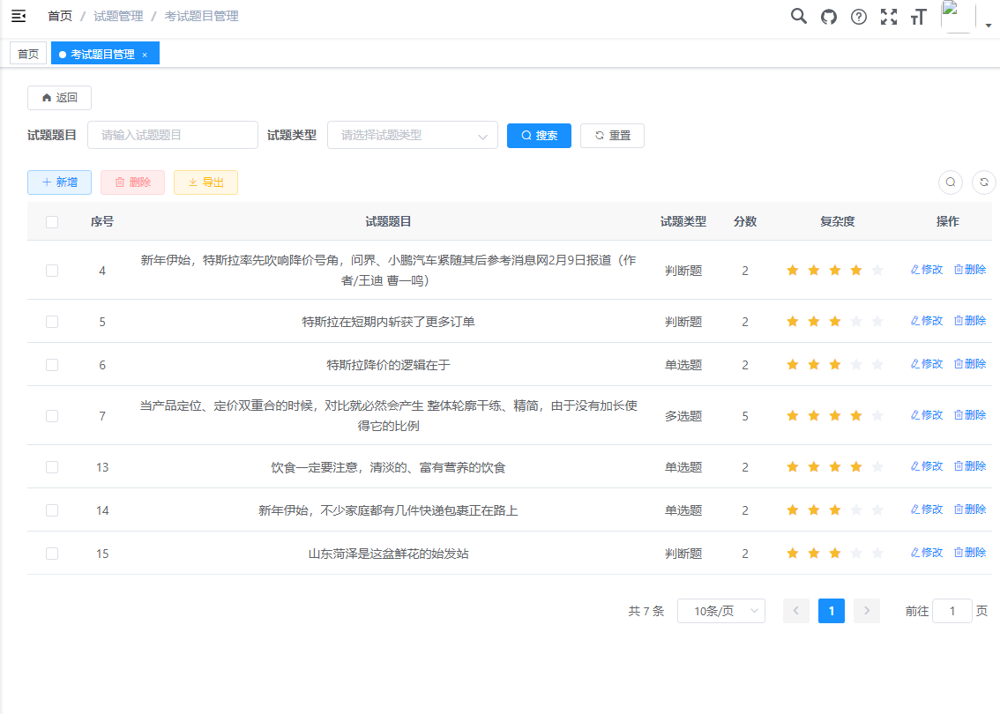 首页 / 试题管理 / 考试题目管理
首页 考试题目管理 ×
返回
试题题目 请输入试题题目 试题类型 请选择试题类型 搜索 重置
新增 删除 导出
序号 试题题目 试题类型 分数 复杂度 操作
4 新年伊始，特斯拉率先吹响降价号角，问界、小鹏汽车紧随其后参考消息网2月9日报道（作 判断题 2 修改 删除
者/王迪 曹一鸣）
5 特斯拉在短期内斩获了更多订单 判断题 2 修改 删除
6 特斯拉降价的逻辑在于 单选题 2 修改 删除
7 当产品定位、定价双重合的时候，对比就必然会产生 整体轮廓干练、精简，由于没有加长使 多选题 5 修改 删除
得它的比例
13 饮食一定要注意，清淡的、富有营养的饮食 单选题 2 修改 删除
14 新年伊始，不少家庭都有几件快递包裹正在路上 单选题 2 修改 删除
15 山东菏泽是这盆鲜花的始发站 判断题 2 修改 删除
共 7 条 10条/页 1 前往 1 页